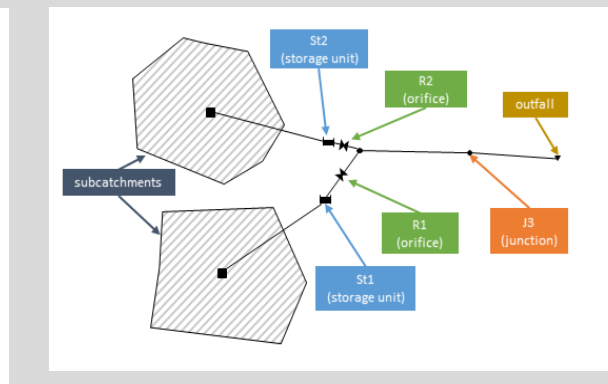 St2
(storage unit)
R2
(orifice)
outfall
subcatchments
R1
(orifice)
J3
(junction)
St1
(storage unit)